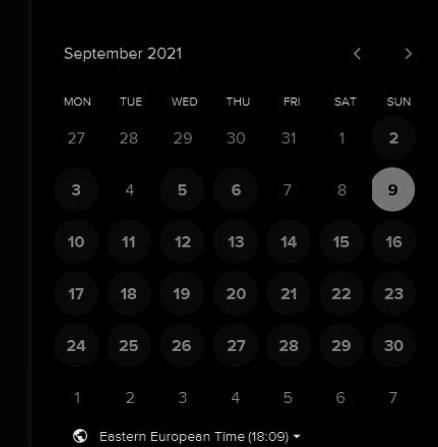 September 2021
MON TUE WED THU FRI SAT SUN
27 28 29 30 31 1 2
3 4 5 6 7 8 9
10 11 12 13 14 15 16
17 18 19 20 21 22 23
24 25 26 27 28 29 30
1 2 3 4 5 6 7
Eastern European Time (18:09)